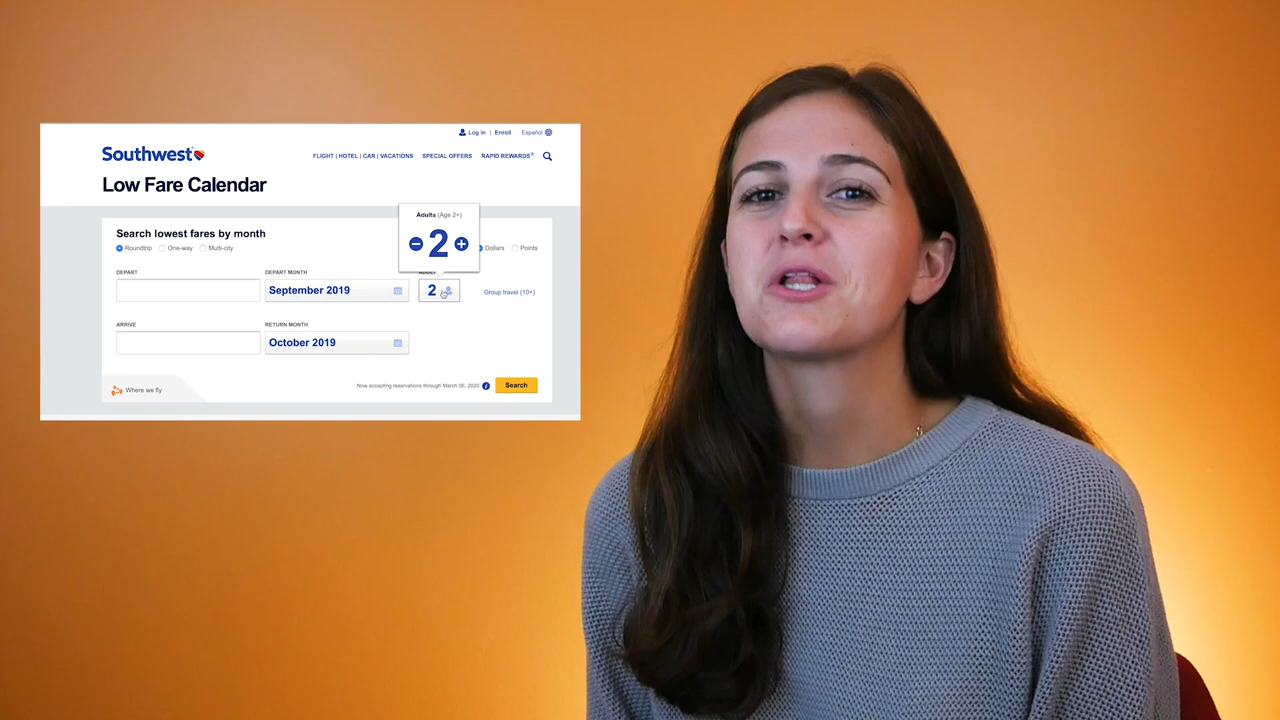 Log in | Enroll Español
Southwest®
FLIGHT | HOTEL | CAR | VACATIONS SPECIAL OFFERS RAPID REWARDS®
Low Fare Calendar
Adults (Age 2+)
2
Search lowest fares by month
Roundtrip One-way Multi-city Dollars Points
DEPART DEPART MONTH
September 2019 2 Group travel (10+)
ARRIVE RETURN MONTH
October 2019
Where we fly Now accepting reservations through March 06, 2020 Search